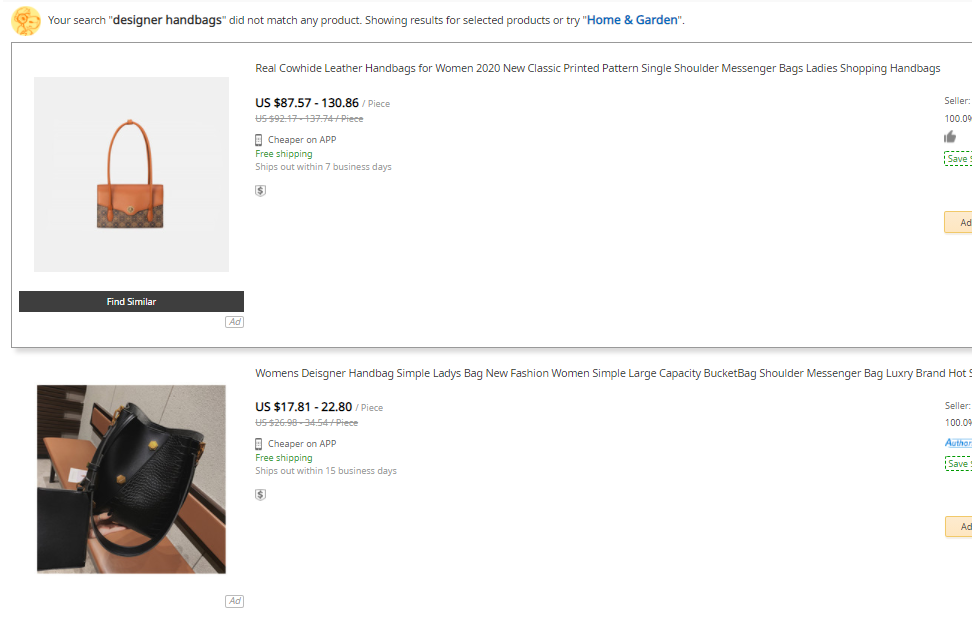 Your search "designer handbags" did not match any product. Showing results for selected products or try "Home & Garden".
Real Cowhide Leather Handbags for Women 2020 New Classic Printed Pattern Single Shoulder Messenger Bags Ladies Shopping Handbags
US $87.57 - 130.86 / Piece
US $92.17 - 137.74 / Piece
Cheaper on APP
Free shipping
Ships out within 7 business days
$
Seller:
100.0%
Save $
Ad
Find Similar
Ad
Womens Deisgner Handbag Simple Ladys Bag New Fashion Women Simple Large Capacity BucketBag Shoulder Messenger Bag Luxry Brand Hot S
US $17.81 - 22.80 / Piece
US $26.98 - 34.54 / Piece
Cheaper on APP
Free shipping
Ships out within 15 business days
$
Seller:
100.0%
Author
Save $
Ad
Ad